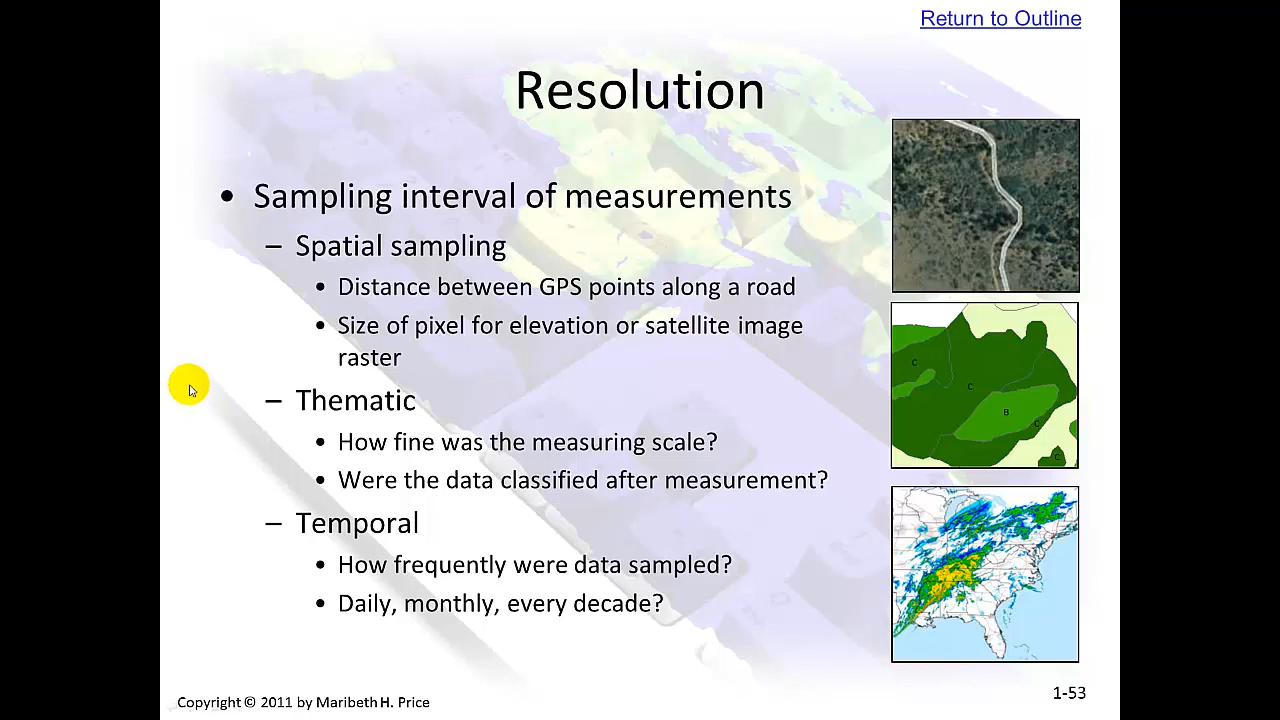 Return to Outline
Resolution
• Sampling interval of measurements
– Spatial sampling
• Distance between GPS points along a road
• Size of pixel for elevation or satellite image
raster
– Thematic
• How fine was the measuring scale?
• Were the data classified after measurement?
– Temporal
• How frequently were data sampled?
• Daily, monthly, every decade?
C
C
B
C
C
Copyright © 2011 by Maribeth H. Price
1-53